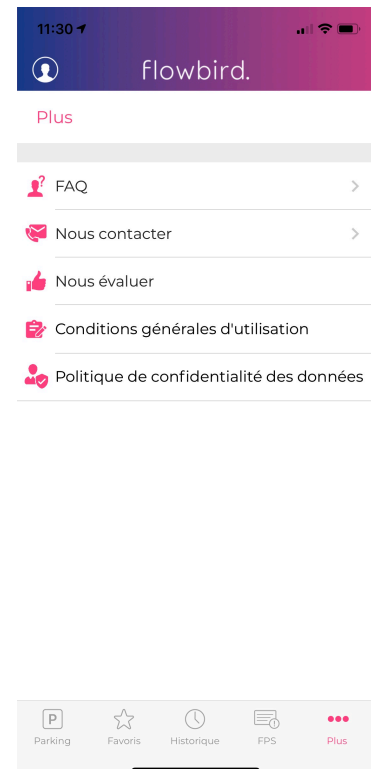 11:30
flowbird.
Plus
FAQ
Nous contacter
Nous évaluer
Conditions générales d'utilisation
Politique de confidentialité des données
P
Parking Favoris Historique FPS Plus